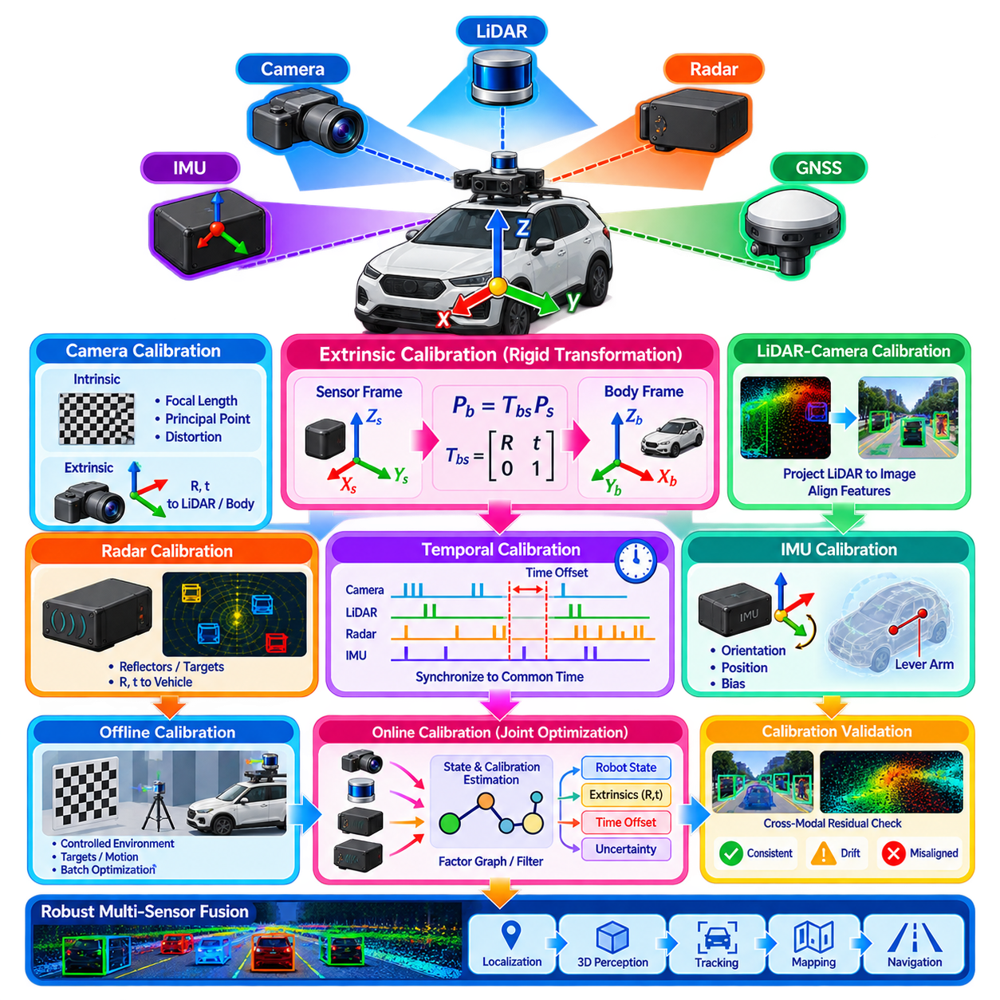 LiDAR
Camera
Radar
IMU
GNSS
Z
X
y
Camera Calibration
Intrinsic
• Focal Length
• Principal Point
• Distortion
Extrinsic
R, t
to LiDAR / Body
Extrinsic Calibration (Rigid Transformation)
Sensor Frame
Zs
Xs
Ys
Pb = Tbs Ps
Tbs = [ R t
0 1 ]
Body Frame
Zb
Yb
Xb
LiDAR-Camera Calibration
Project LiDAR to Image
Align Features
Radar Calibration
• Reflectors / Targets
• R, t to Vehicle
Temporal Calibration
Time Offset
Camera
LiDAR
Radar
IMU
Synchronize to Common Time
IMU Calibration
IMU
• Orientation
• Position
• Bias
Lever Arm
Offline Calibration
• Controlled Environment
• Targets / Motion
• Batch Optimization
Online Calibration (Joint Optimization)
State & Calibration
Estimation
Factor Graph / Filter
Robot State
Extrinsics (R,t)
Time Offset
Uncertainty
Calibration Validation
Cross-Modal Residual Check
Consistent
Drift
Misaligned
Robust Multi-Sensor Fusion
Localization
3D Perception
Tracking
Mapping
Navigation